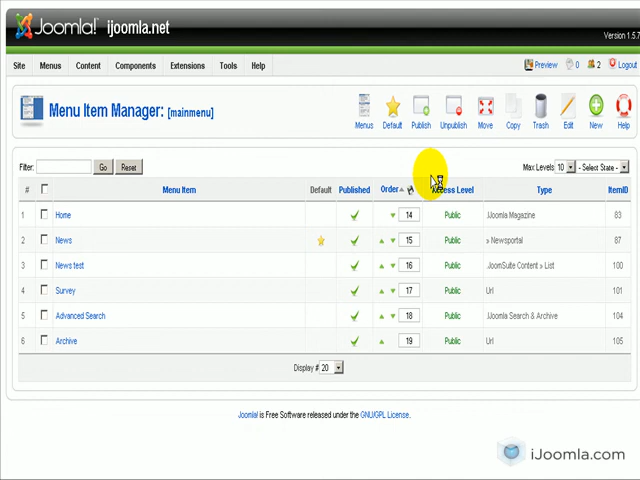 Joomla! ijoomla.net
Version 1.5.7
Site Menus Content Components Extensions Tools Help Preview 0 2 Logout
Menu Item Manager: [mainmenu]
Menus Default Publish Unpublish Move Copy Trash Edit New Help
Filter: Go Reset Max Levels 10 - Select State -
# Menu Item Default Published Order Access Level Type ItemID
1 Home 14 Public iJoomla Magazine 83
2 News 15 Public » Newsportal 87
3 News test 16 Public JoomSuite Content » List 100
4 Survey 17 Public Url 101
5 Advanced Search 18 Public iJoomla Search & Archive 104
6 Archive 19 Public Url 105
Display # 20
Joomla! is Free Software released under the GNU/GPL License.
iJoomla.com